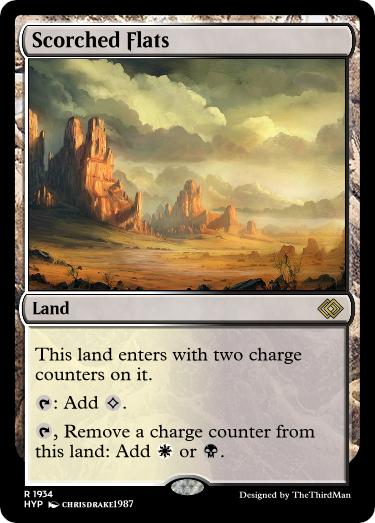 Scorched Flats
Land
This land enters with two charge
counters on it.
: Add .
, Remove a charge counter from
this land: Add or .
R 1934
HYP CHRISDRAKE1987
Designed by TheThirdMan